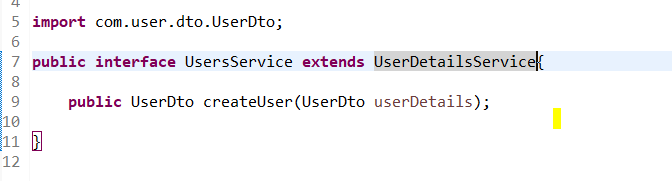 5 import com.user.dto.UserDto;
6
7 public interface UsersService extends UserDetailsService{
8
9 public UserDto createUser(UserDto userDetails);
10
11 }
12